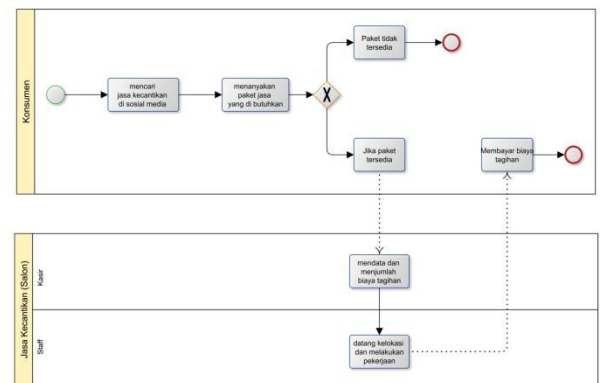 Konsumen
mencari
jasa kecantikan
di sosial media
menanyakan
paket jasa
yang di butuhkan
X
Paket tidak
tersedia
Jika paket
tersedia
Membayar biaya
tagihan
Jasa Kecantikan (Salon)
Kasir
mendata dan
menjumlah
biaya tagihan
Staff
datang kelokasi
dan melakukan
pekerjaan